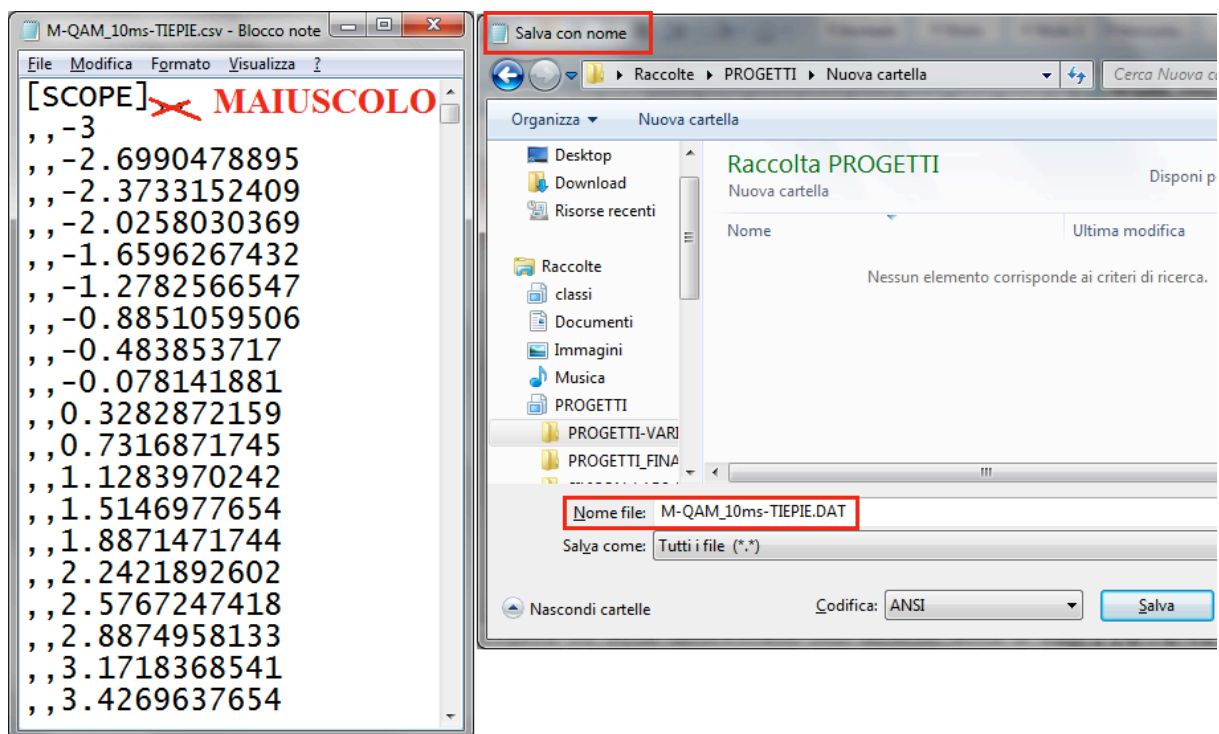 M-QAM_10ms-TIEPIE.csv - Blocco note
File Modifica Formato Visualizza ?
[SCOPE] MAIUSCOLO
,,-3
,,-2.6990478895
,,-2.3733152409
,,-2.0258030369
,,-1.6596267432
,,-1.2782566547
,,-0.8851059506
,,-0.483853717
,,-0.078141881
,,0.3282872159
,,0.7316871745
,,1.1283970242
,,1.5146977654
,,1.8871471744
,,2.2421892602
,,2.5767247418
,,2.8874958133
,,3.1718368541
,,3.4269637654
Salva con nome
Raccolte PROGETTI Nuova cartella
Cerca Nuova ca
Organizza
Nuova cartella
Desktop
Download
Risorse recenti
Raccolte
classi
Documenti
Immagini
Musica
PROGETTI
PROGETTI-VARI
PROGETTI_FINA
Raccolta PROGETTI
Nuova cartella
Disponi p
Nome
Ultima modifica
Nessun elemento corrisponde ai criteri di ricerca.
Nome file: M-QAM_10ms-TIEPIE.DAT
Salva come: Tutti i file (*.*)
Nascondi cartelle
Codifica: ANSI
Salva